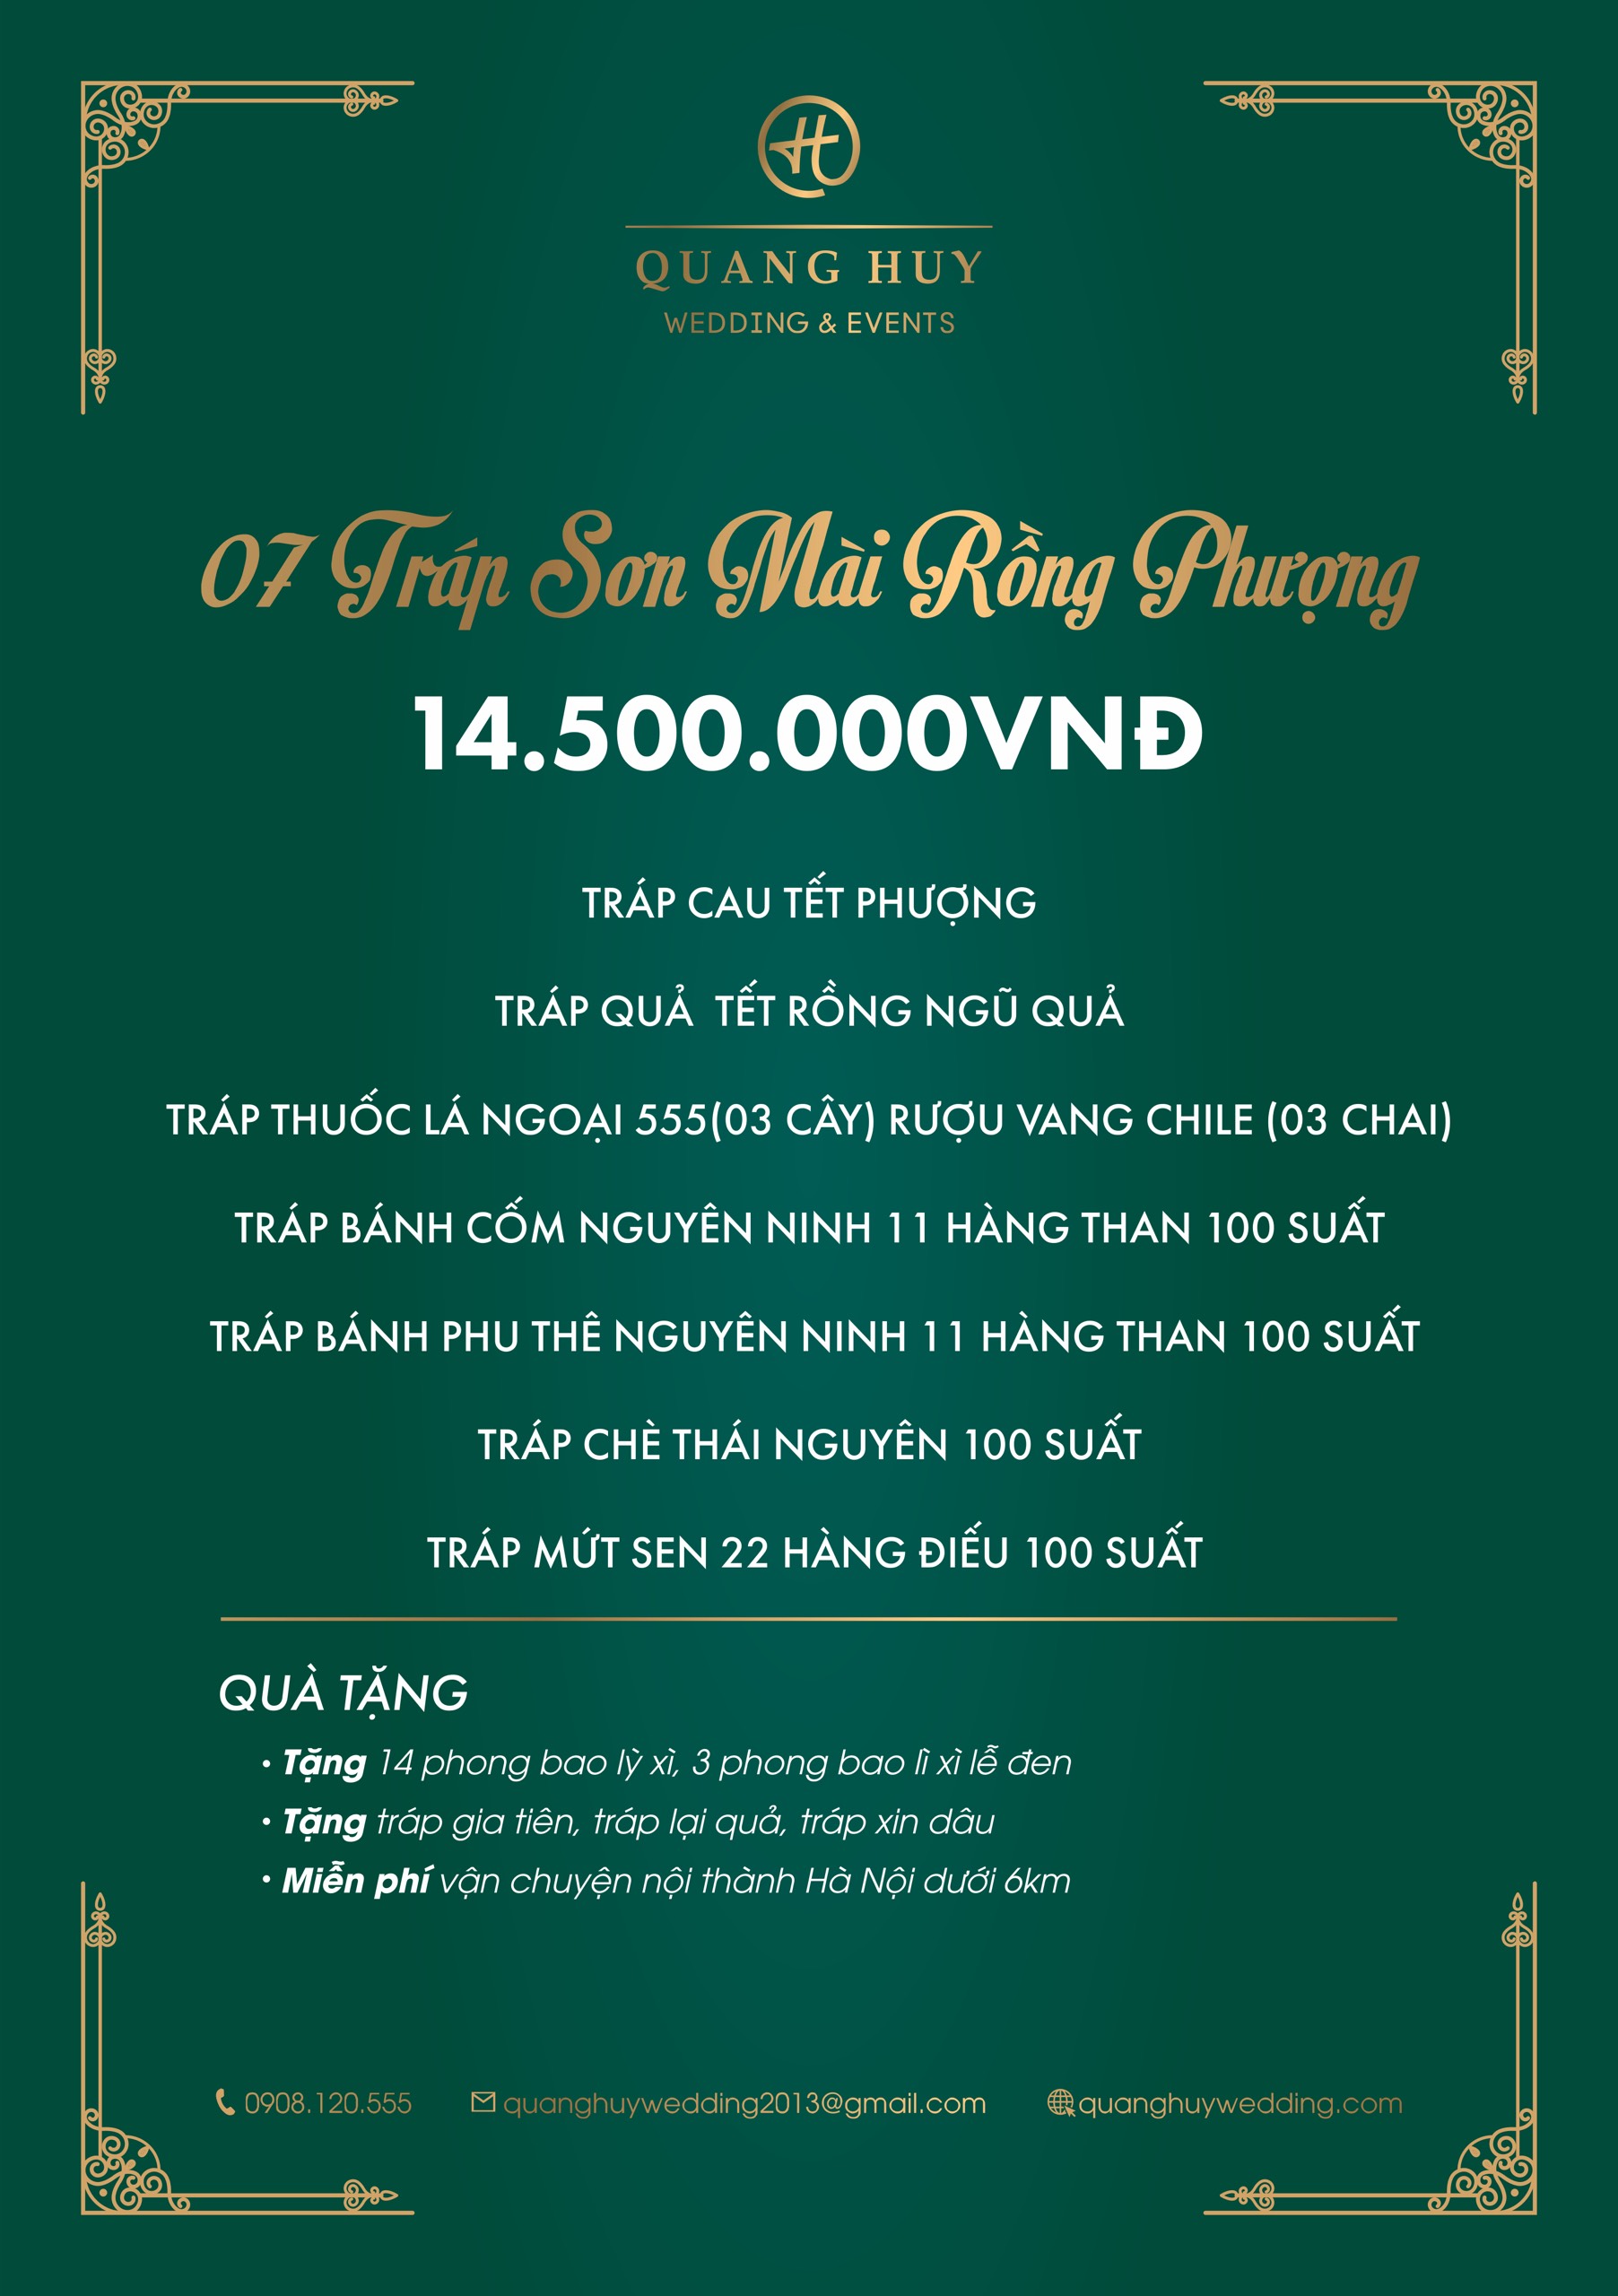 QUANG HUY
WEDDING & EVENTS
07 Tráp Sơn Mài Rồng Phượng
14.500.000VNĐ
TRÁP CAU TẾT PHƯỢNG
TRÁP QUẢ TẾT RỒNG NGŨ QUẢ
TRÁP THUỐC LÁ NGOẠI 555(03 CÂY) RƯỢU VANG CHILE (03 CHAI)
TRÁP BÁNH CỐM NGUYÊN NINH 11 HÀNG THAN 100 SUẤT
TRÁP BÁNH PHU THÊ NGUYÊN NINH 11 HÀNG THAN 100 SUẤT
TRÁP CHÈ THÁI NGUYÊN 100 SUẤT
TRÁP MỨT SEN 22 HÀNG ĐIẾU 100 SUẤT
QUÀ TẶNG
• Tặng 14 phong bao lỳ xì, 3 phong bao lì xì lễ đen
• Tặng tráp gia tiên, tráp lại quả, tráp xin dâu
• Miễn phí vận chuyện nội thành Hà Nội dưới 6km
0908.120.555 quanghuywedding2013@gmail.com quanghuywedding.com